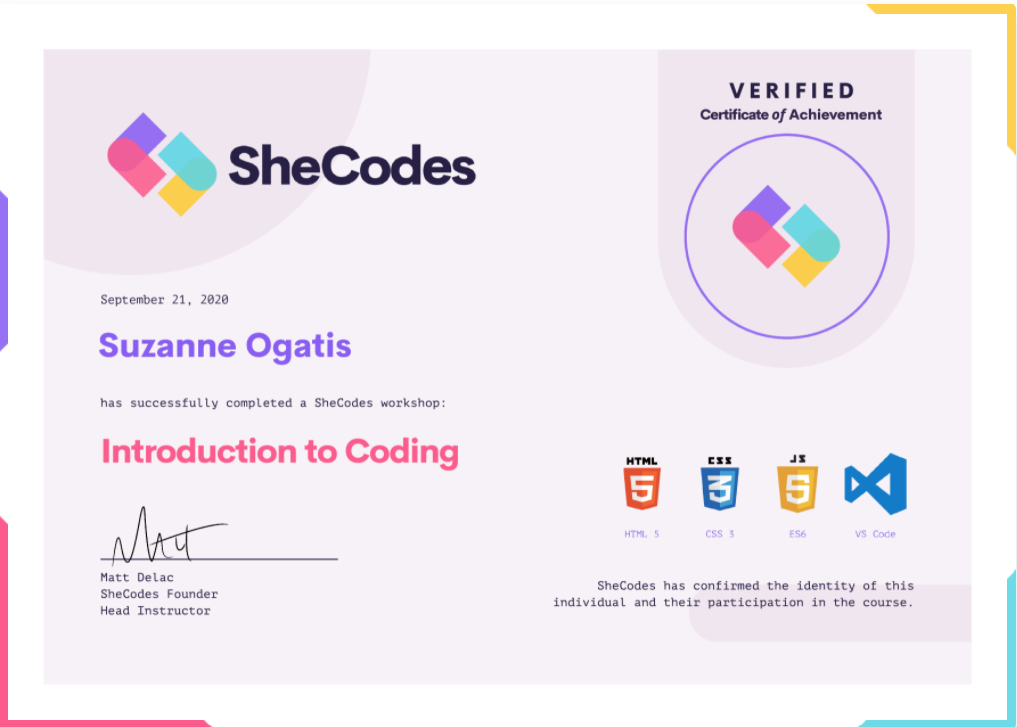 VERIFIED
Certificate of Achievement
SheCodes
September 21, 2020
Suzanne Ogatis
has successfully completed a SheCodes workshop:
Introduction to Coding
HTML CSS JS
5 3 5
HTML 5 CSS 3 ES6 VS Code
Matt
Matt Delac
SheCodes Founder
Head Instructor
SheCodes has confirmed the identity of this
individual and their participation in the course.